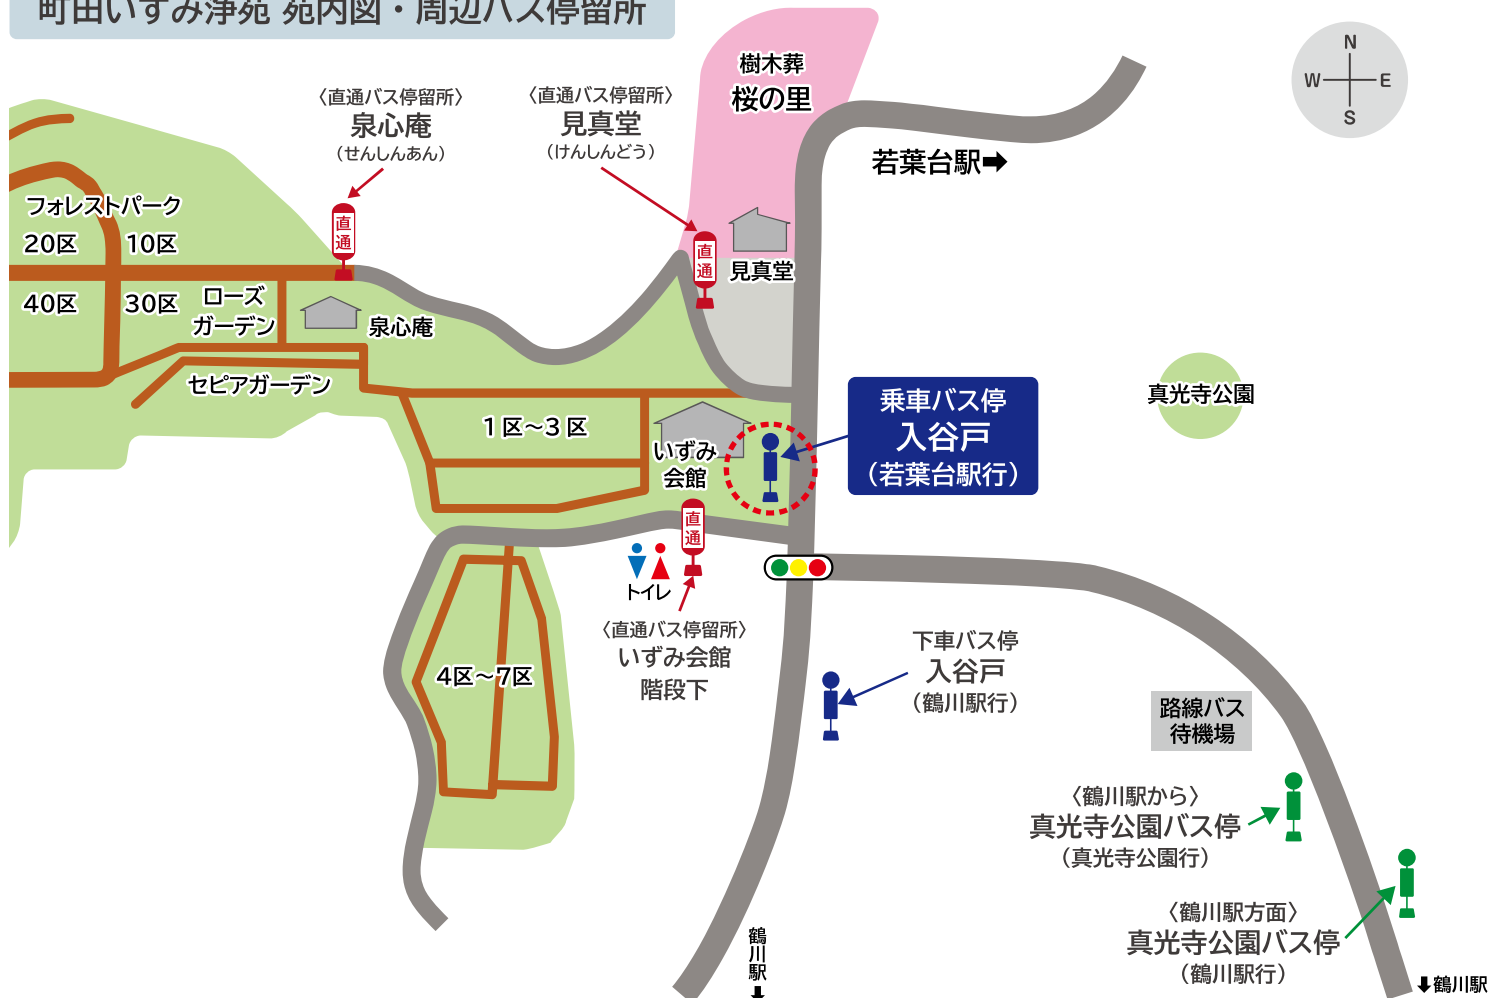 町田いずみ浄苑 苑内図・周辺バス停留所
N
W E
S
樹木葬
桜の里
〈直通バス停留所〉
泉心庵
（せんしんあん）
〈直通バス停留所〉
見真堂
（けんしんどう）
若葉台駅➡
フォレストパーク
20区
10区
40区
30区
直通
直通
見真堂
ローズ
ガーデン
泉心庵
セピアガーデン
1区〜3区
いずみ
会館
乗車バス停
入谷戸
（若葉台駅行）
真光寺公園
直通
トイレ
〈直通バス停留所〉
いずみ会館
階段下
4区〜7区
下車バス停
入谷戸
（鶴川駅行）
路線バス
待機場
〈鶴川駅から〉
真光寺公園バス停
（真光寺公園行）
〈鶴川駅方面〉
真光寺公園バス停
（鶴川駅行）
鶴川駅⬇
⬇鶴川駅